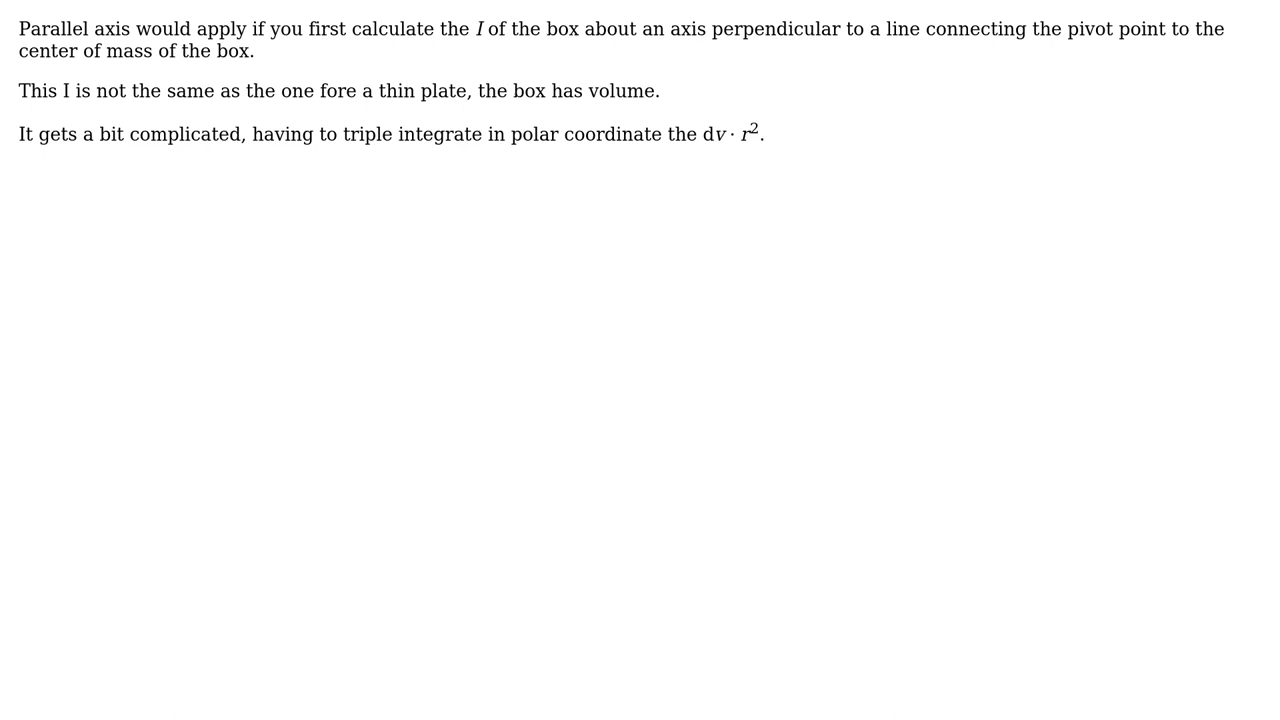 Parallel axis would apply if you first calculate the I of the box about an axis perpendicular to a line connecting the pivot point to the
center of mass of the box.
This I is not the same as the one fore a thin plate, the box has volume.
It gets a bit complicated, having to triple integrate in polar coordinate the dv · r².